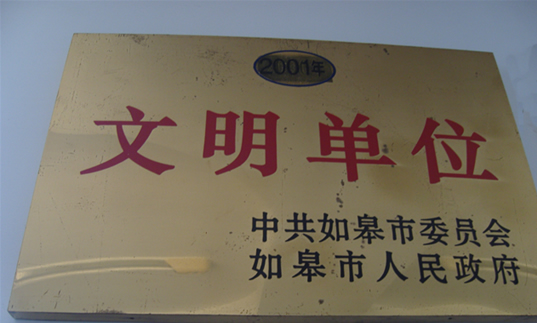 2001年
文明单位
中共如皋市委员会
如皋市人民政府